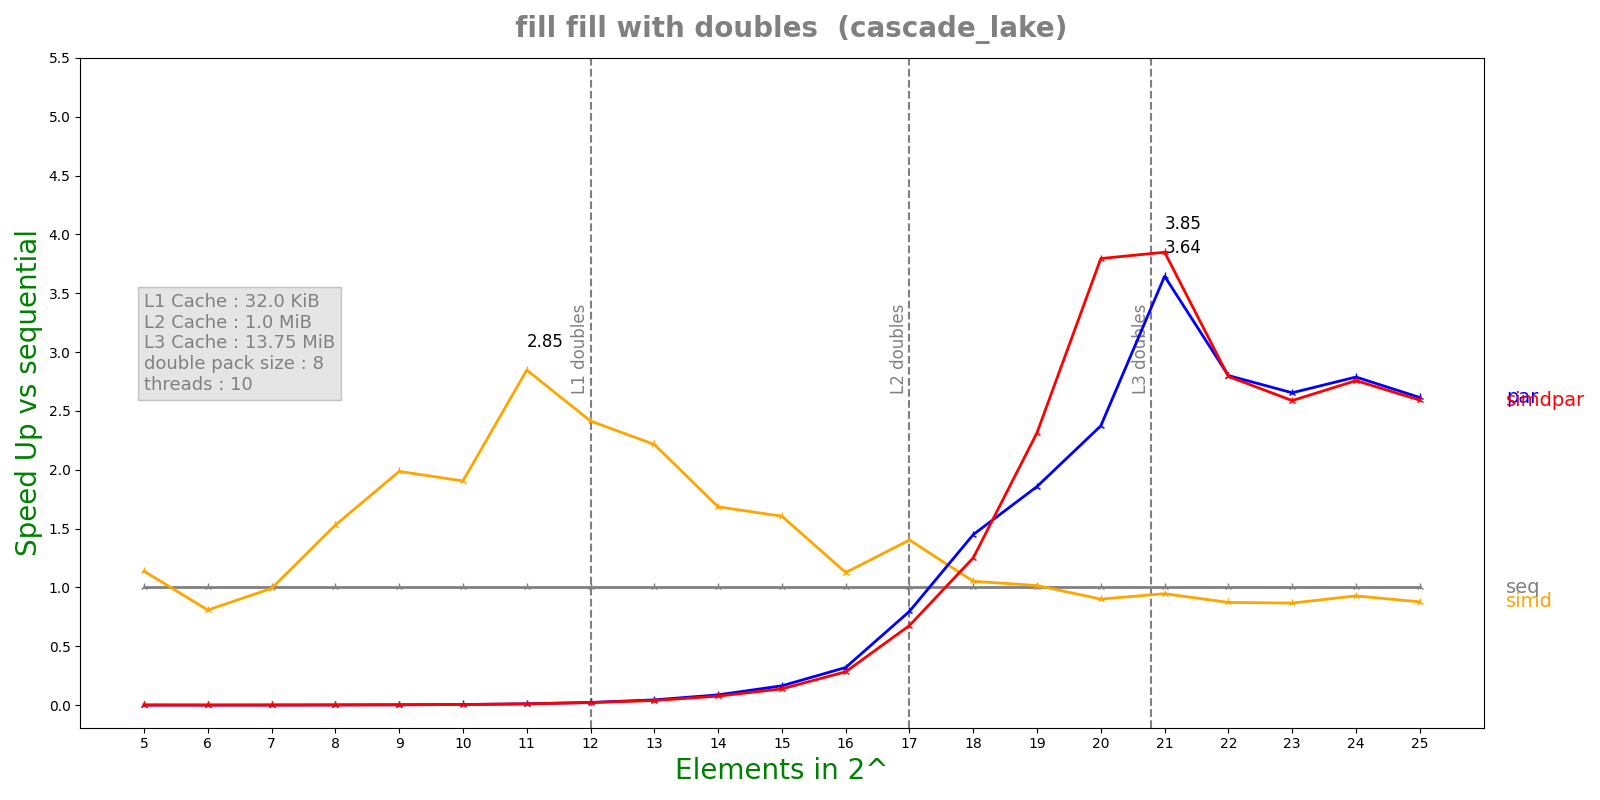 fill fill with doubles (cascade_lake)
Speed Up vs sequential
5.5
5.0
4.5
4.0
3.5
3.0
2.5
2.0
1.5
1.0
0.5
0.0
L1 Cache : 32.0 KiB
L2 Cache : 1.0 MiB
L3 Cache : 13.75 MiB
double pack size : 8
threads : 10
2.85
L1 doubles
L2 doubles
L3 doubles
3.85
3.64
par
simdpar
seq
simd
5 6 7 8 9 10 11 12 13 14 15 16 17 18 19 20 21 22 23 24 25
Elements in 2^